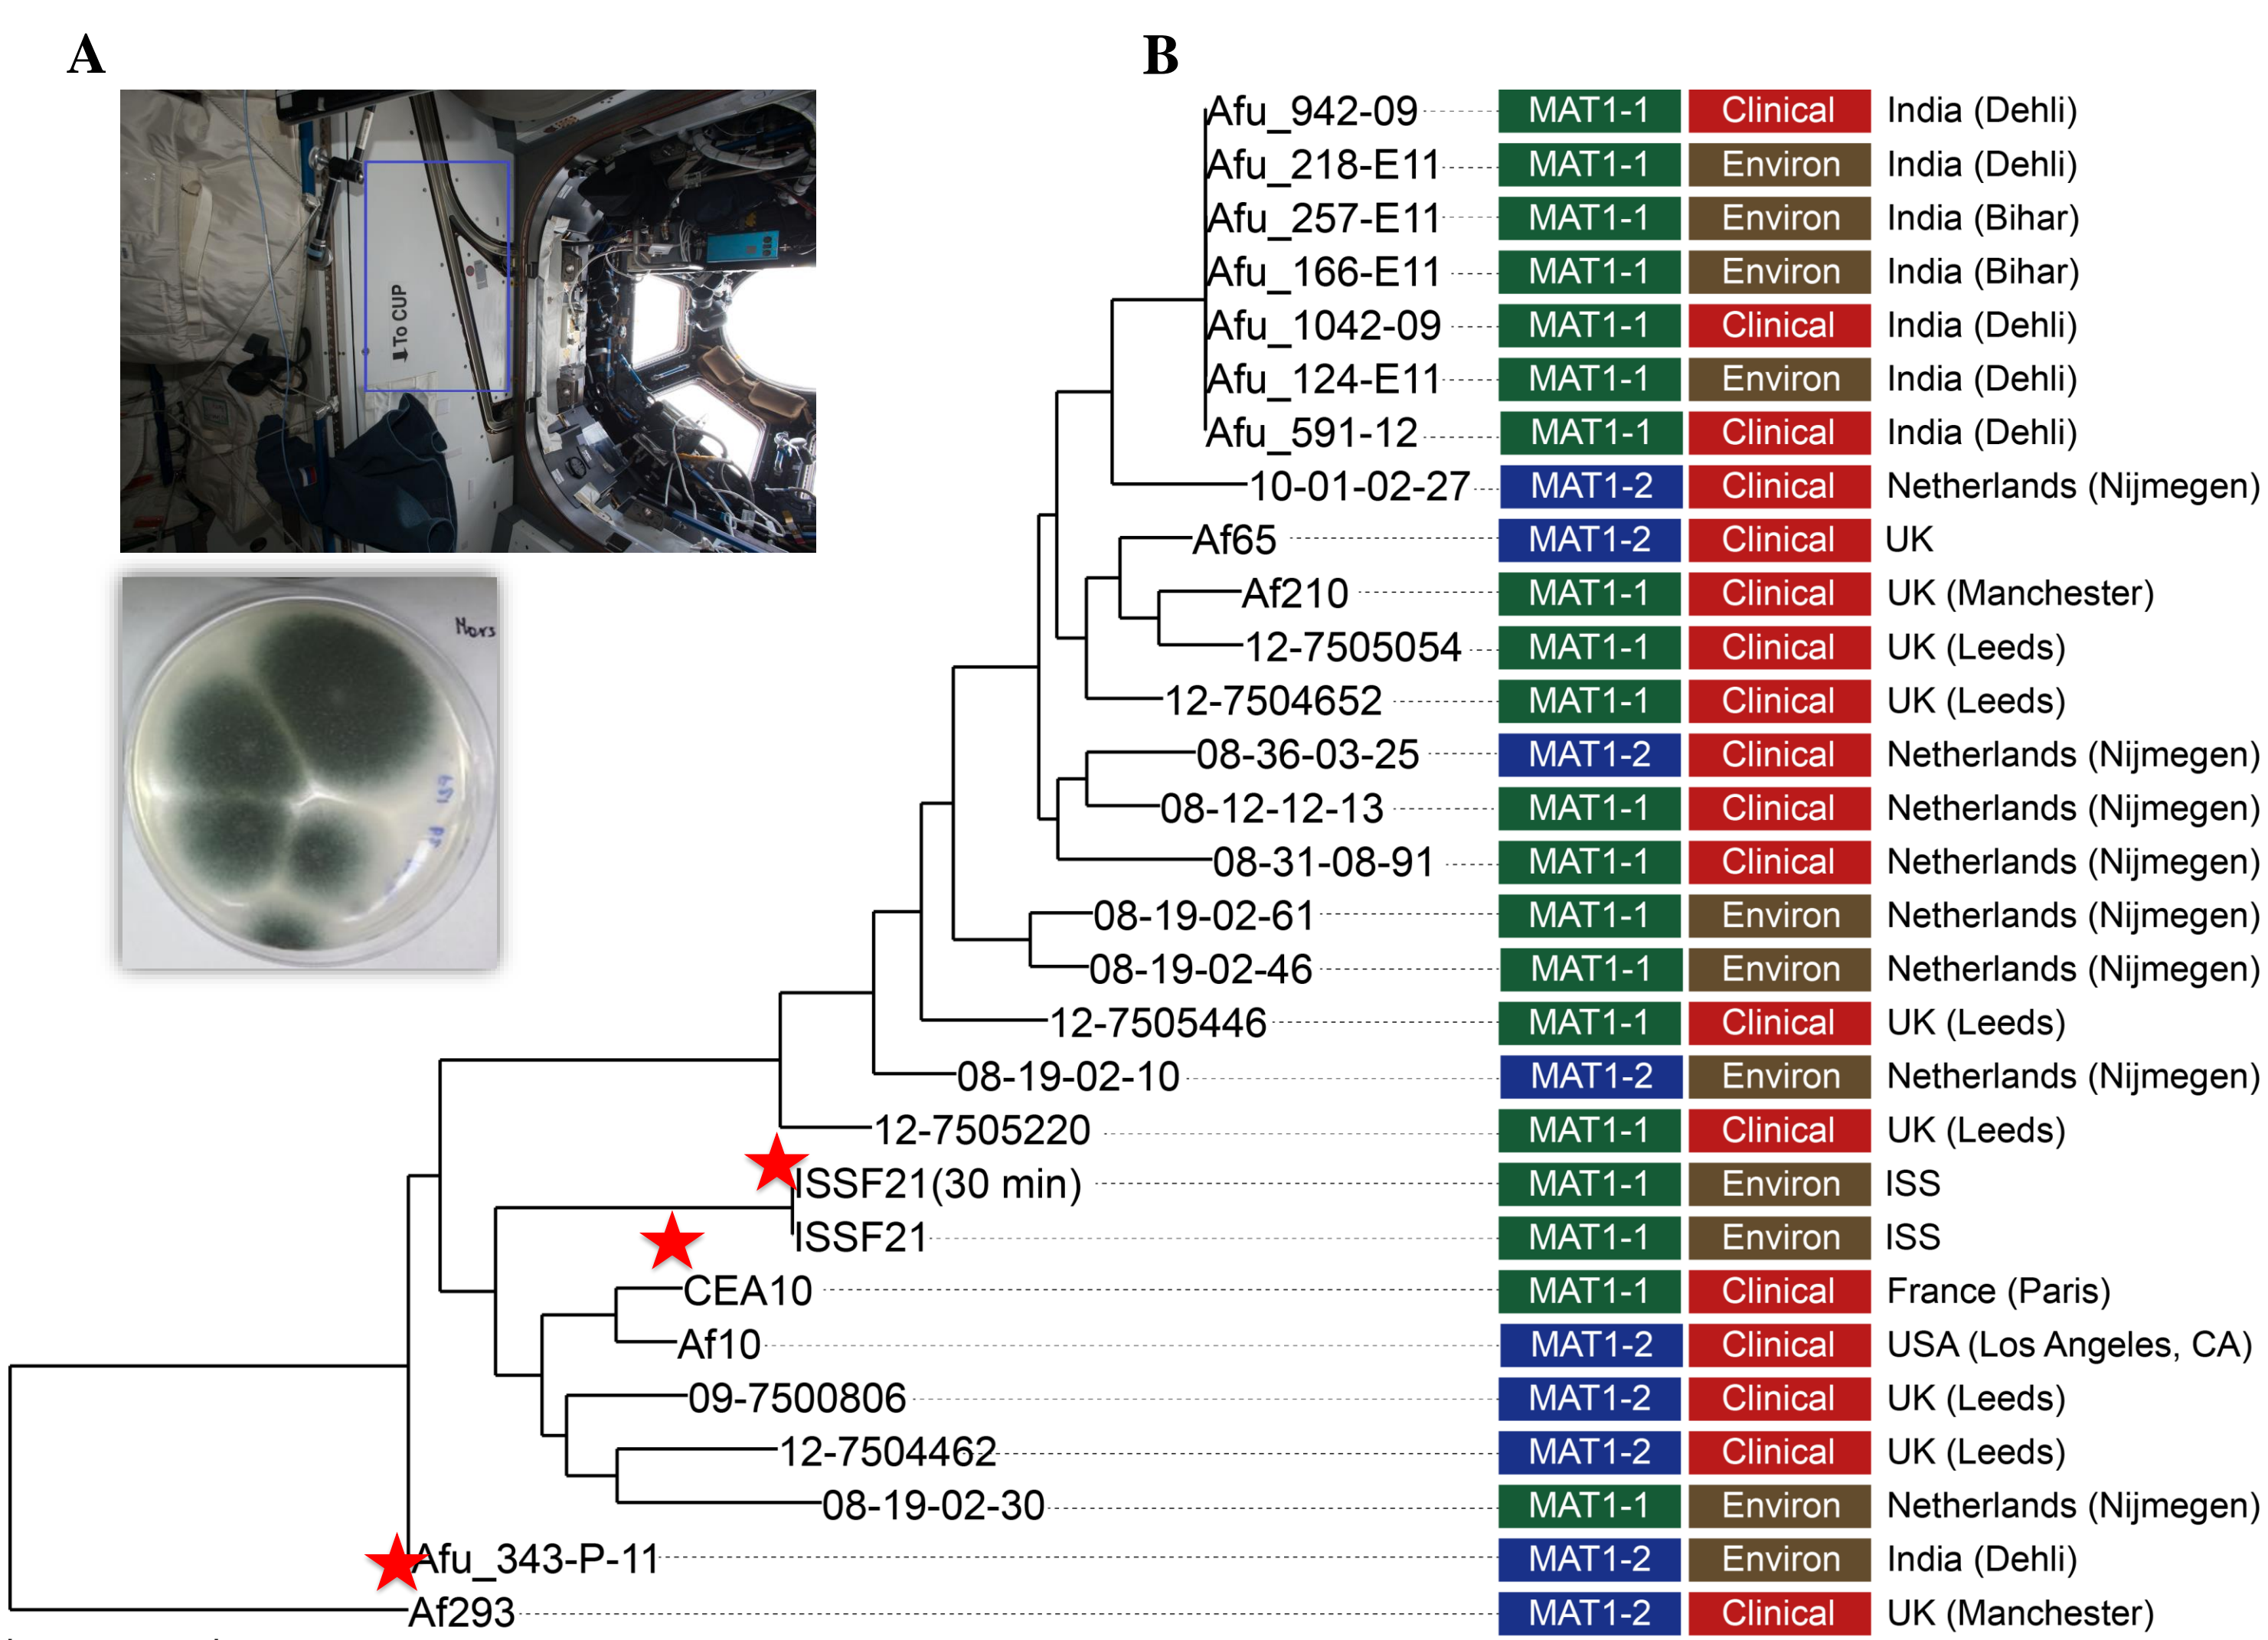 A
B
To CUP
Mars
Afu_942-09 MAT1-1 Clinical India (Dehli)
Afu_218-E11 MAT1-1 Environ India (Dehli)
Afu_257-E11 MAT1-1 Environ India (Bihar)
Afu_166-E11 MAT1-1 Environ India (Bihar)
Afu_1042-09 MAT1-1 Clinical India (Dehli)
Afu_124-E11 MAT1-1 Environ India (Dehli)
Afu_591-12 MAT1-1 Clinical India (Dehli)
10-01-02-27 MAT1-2 Clinical Netherlands (Nijmegen)
Af65 MAT1-2 Clinical UK
Af210 MAT1-1 Clinical UK (Manchester)
12-7505054 MAT1-1 Clinical UK (Leeds)
12-7504652 MAT1-1 Clinical UK (Leeds)
08-36-03-25 MAT1-2 Clinical Netherlands (Nijmegen)
08-12-12-13 MAT1-1 Clinical Netherlands (Nijmegen)
08-31-08-91 MAT1-1 Clinical Netherlands (Nijmegen)
08-19-02-61 MAT1-1 Environ Netherlands (Nijmegen)
08-19-02-46 MAT1-1 Environ Netherlands (Nijmegen)
12-7505446 MAT1-1 Clinical UK (Leeds)
08-19-02-10 MAT1-2 Environ Netherlands (Nijmegen)
12-7505220 MAT1-1 Clinical UK (Leeds)
ISSF21(30 min) MAT1-1 Environ ISS
ISSF21 MAT1-1 Environ ISS
CEA10 MAT1-1 Clinical France (Paris)
Af10 MAT1-2 Clinical USA (Los Angeles, CA)
09-7500806 MAT1-2 Clinical UK (Leeds)
12-7504462 MAT1-2 Clinical UK (Leeds)
08-19-02-30 MAT1-1 Environ Netherlands (Nijmegen)
Afu_343-P-11 MAT1-2 Environ India (Dehli)
Af293 MAT1-2 Clinical UK (Manchester)